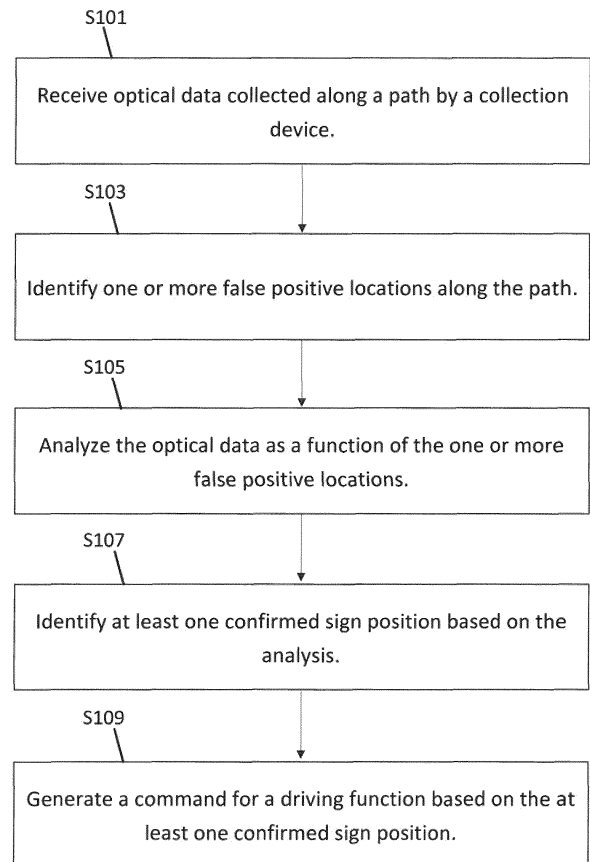 S101
Receive optical data collected along a path by a collection
device.
S103
Identify one or more false positive locations along the path.
S105
Analyze the optical data as a function of the one or more
false positive locations.
S107
Identify at least one confirmed sign position based on the
analysis.
S109
Generate a command for a driving function based on the at
least one confirmed sign position.